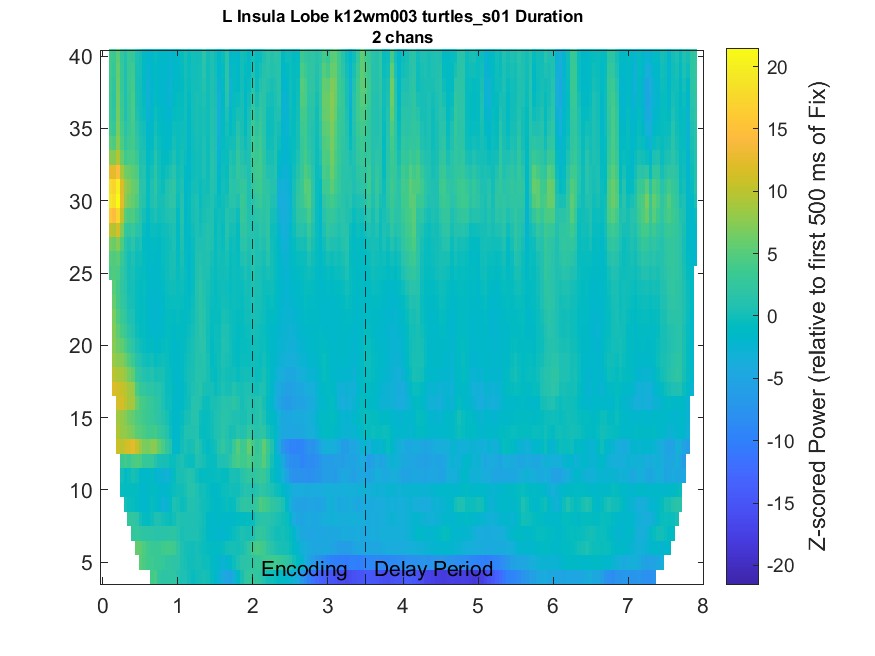 L Insula Lobe k12wm003 turtles_s01 Duration
2 chans
40
35
30
25
20
15
10
5
Encoding
Delay Period
0 1 2 3 4 5 6 7 8
20
15
10
5
0
-5
-10
-15
-20
Z-scored Power (relative to first 500 ms of Fix)